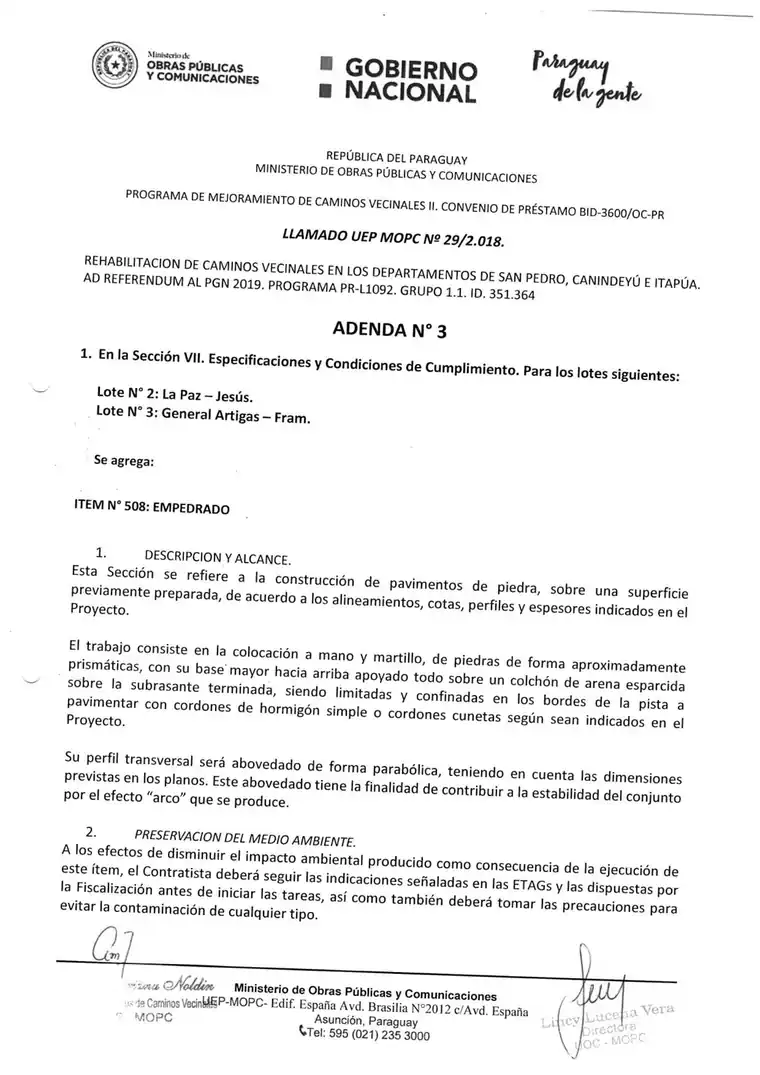 Ministerio de
OBRAS PÚBLICAS
Y COMUNICACIONES
GOBIERNO
NACIONAL
Paraguay
de la gente
REPÚBLICA DEL PARAGUAY
MINISTERIO DE OBRAS PÚBLICAS Y COMUNICACIONES
PROGRAMA DE MEJORAMIENTO DE CAMINOS VECINALES II. CONVENIO DE PRÉSTAMO BID-3600/OC-PR
LLAMADO UEP MOPC Nº 29/2.018.
REHABILITACION DE CAMINOS VECINALES EN LOS DEPARTAMENTOS DE SAN PEDRO, CANINDEYÚ E ITAPÚA.
AD REFERENDUM AL PGN 2019. PROGRAMA PR-L1092. GRUPO 1.1. ID. 351.364
ADENDA N° 3
1. En la Sección VII. Especificaciones y Condiciones de Cumplimiento. Para los lotes siguientes:
Lote N° 2: La Paz – Jesús.
Lote N° 3: General Artigas – Fram.
Se agrega:
ITEM N° 508: EMPEDRADO
1. DESCRIPCION Y ALCANCE.
Esta Sección se refiere a la construcción de pavimentos de piedra, sobre una superficie
previamente preparada, de acuerdo a los alineamientos, cotas, perfiles y espesores indicados en el
Proyecto.
El trabajo consiste en la colocación a mano y martillo, de piedras de forma aproximadamente
prismáticas, con su base mayor hacia arriba apoyado todo sobre un colchón de arena esparcida
sobre la subrasante terminada, siendo limitadas y confinadas en los bordes de la pista a
pavimentar con cordones de hormigón simple o cordones cunetas según sean indicados en el
Proyecto.
Su perfil transversal será abovedado de forma parabólica, teniendo en cuenta las dimensiones
previstas en los planos. Este abovedado tiene la finalidad de contribuir a la estabilidad del conjunto
por el efecto “arco” que se produce.
2. PRESERVACION DEL MEDIO AMBIENTE.
A los efectos de disminuir el impacto ambiental producido como consecuencia de la ejecución de
este ítem, el Contratista deberá seguir las indicaciones señaladas en las ETAGs y las dispuestas por
la Fiscalización antes de iniciar las tareas, así como también deberá tomar las precauciones para
evitar la contaminación de cualquier tipo.
Noldin
de Caminos Vecinales
MOPC
Ministerio de Obras Públicas y Comunicaciones
UEP-MOPC- Edif. España Avd. Brasilia N°2012 c/Avd. España
Asunción, Paraguay
Tel: 595 (021) 235 3000
Lincy Lucena Vera
Directora
UOC - MOPC